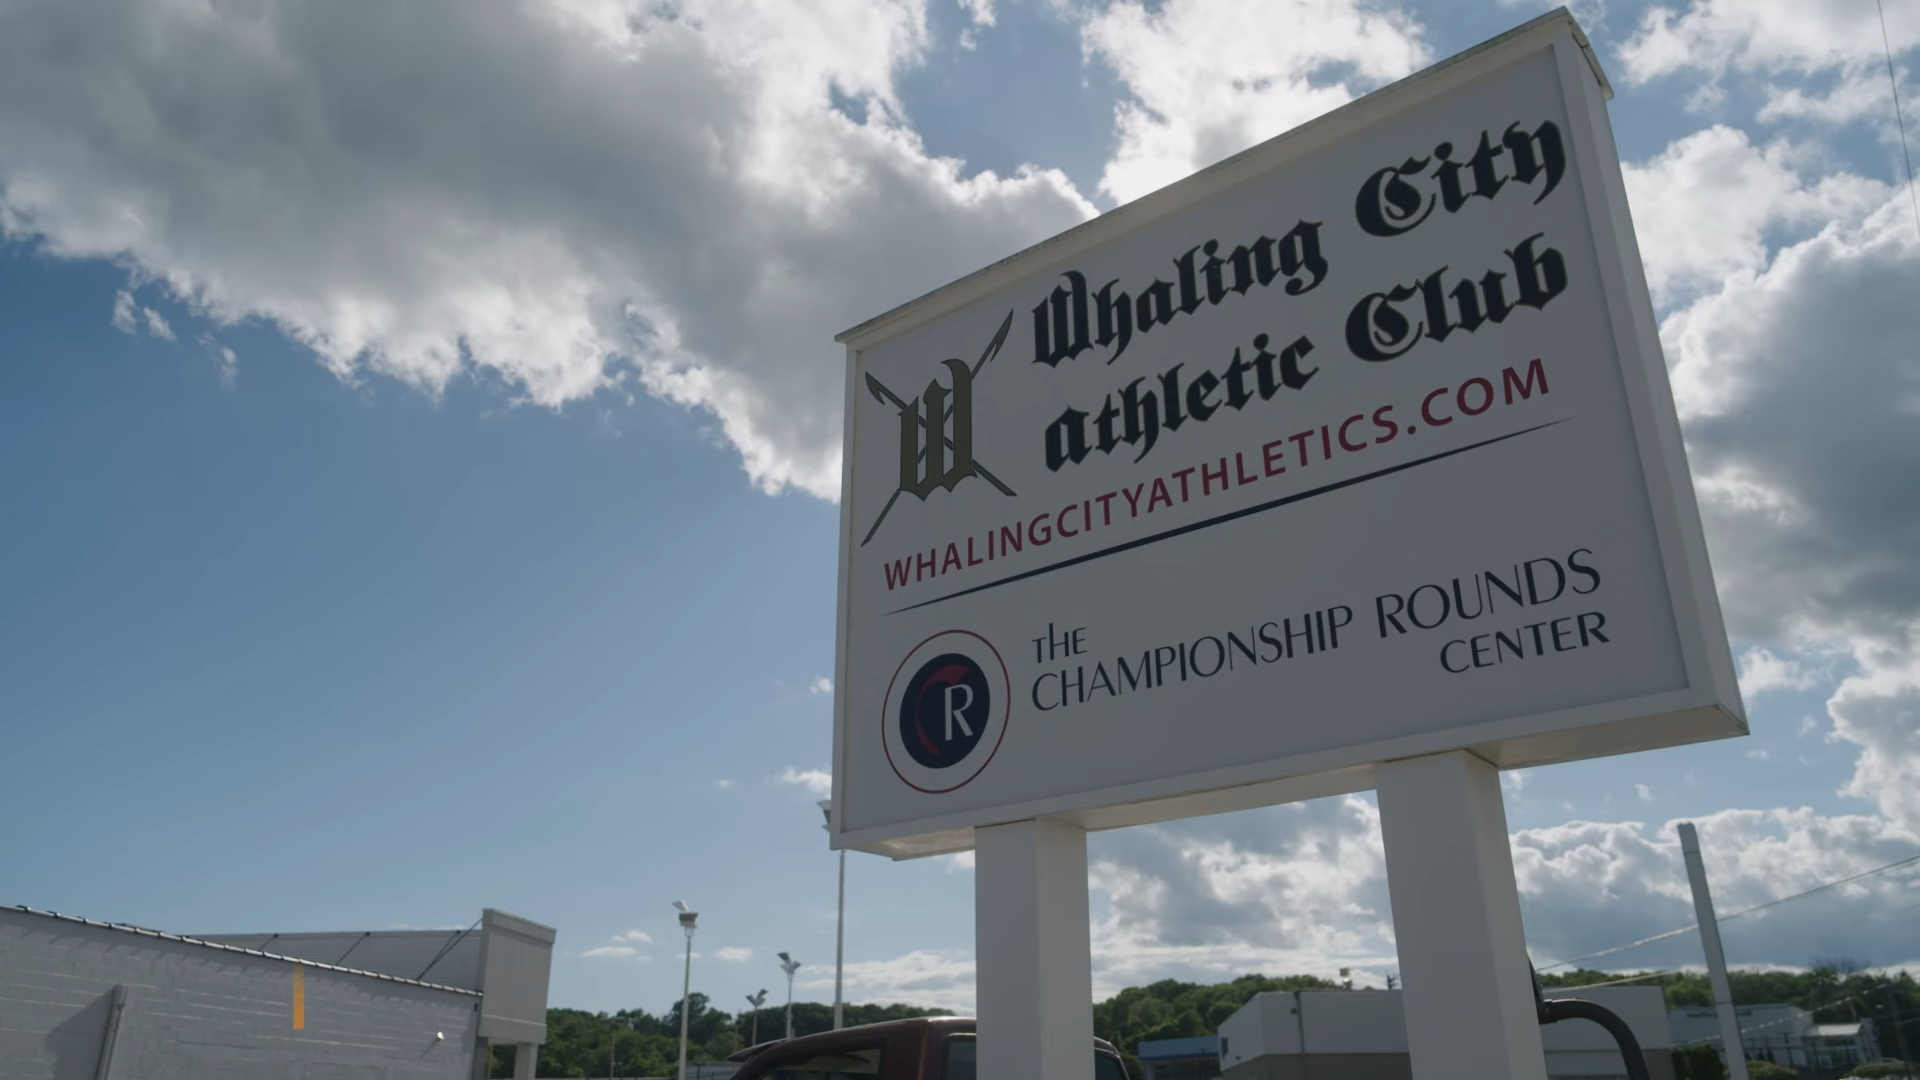 W
Whaling City
Athletic Club
WHALINGCITYATHLETICS.COM
R
THE
CHAMPIONSHIP ROUNDS
CENTER